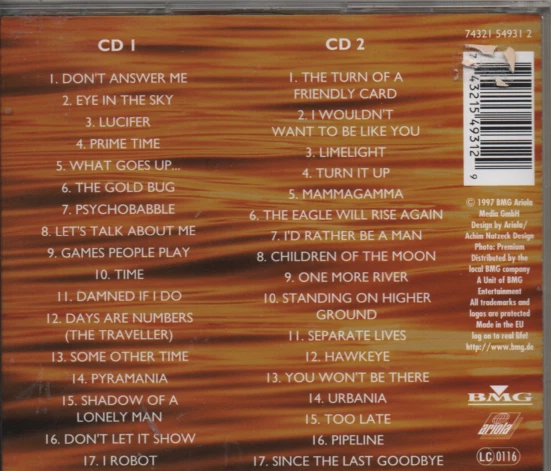 CD 1
1. DON'T ANSWER ME
2. EYE IN THE SKY
3. LUCIFER
4. PRIME TIME
5. WHAT GOES UP...
6. THE GOLD BUG
7. PSYCHOBABBLE
8. LET'S TALK ABOUT ME
9. GAMES PEOPLE PLAY
10. TIME
11. DAMNED IF I DO
12. DAYS ARE NUMBERS
(THE TRAVELLER)
13. SOME OTHER TIME
14. PYRAMANIA
15. SHADOW OF A
LONELY MAN
16. DON'T LET IT SHOW
17. I ROBOT
CD 2
1. THE TURN OF A
FRIENDLY CARD
2. I WOULDN'T
WANT TO BE LIKE YOU
3. LIMELIGHT
4. TURN IT UP
5. MAMMAGAMMA
6. THE EAGLE WILL RISE AGAIN
7. I'D RATHER BE A MAN
8. CHILDREN OF THE MOON
9. ONE MORE RIVER
10. STANDING ON HIGHER
GROUND
11. SEPARATE LIVES
12. HAWKEYE
13. YOU WON'T BE THERE
14. URBANIA
15. TOO LATE
16. PIPELINE
17. SINCE THE LAST GOODBYE
74321 54931 2
7 43215 49312 9
© 1997 BMG Ariola
Media GmbH
Design by Ariola/
Achim Natzeck Design
Photo: Premium
Distributed by the
local BMG company
A Unit of BMG
Entertainment
All trademarks and
logos are protected
Made in the EU
log on to real life!
http://www.bmg.de
BMG
ariola
LC 0116